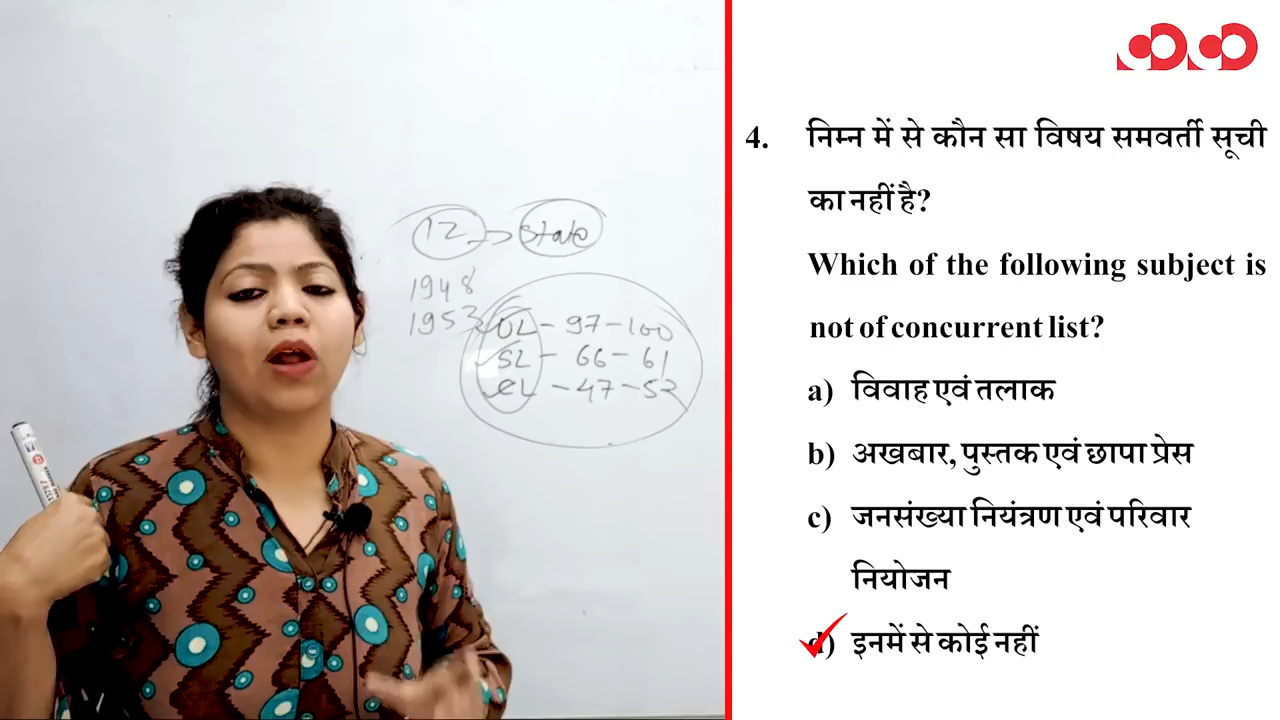 12 → State
1948
1953
UL - 97 - 100
SL - 66 - 61
CL - 47 - 52
4. निम्न में से कौन सा विषय समवर्ती सूची
का नहीं है?
Which of the following subject is
not of concurrent list?
a) विवाह एवं तलाक
b) अखबार, पुस्तक एवं छापा प्रेस
c) जनसंख्या नियंत्रण एवं परिवार
नियोजन
d) इनमें से कोई नहीं